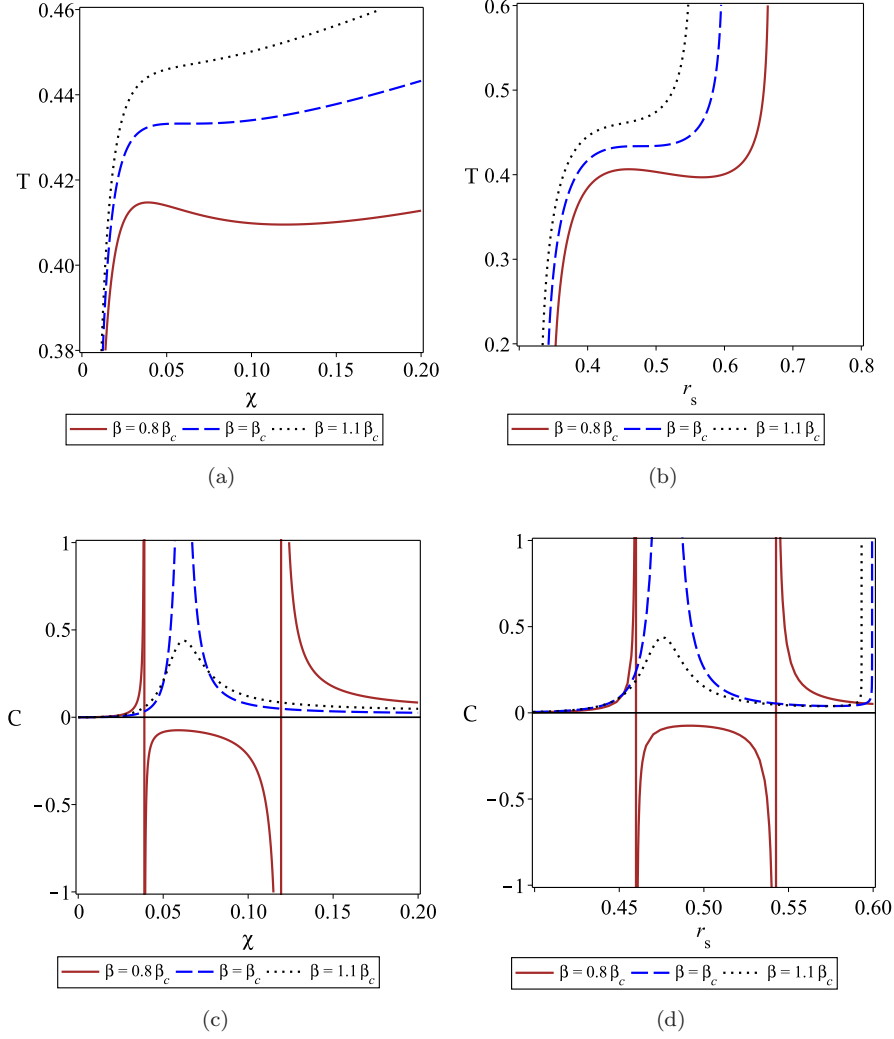 0.46
0.44
T 0.42
0.40
0.38
0 0.05 0.10 0.15 0.20
χ
β = 0.8 β_c β = β_c β = 1.1 β_c
(a)
0.6
0.5
T 0.4
0.3
0.2
0.4 0.5 0.6 0.7 0.8
r_s
β = 0.8 β_c β = β_c β = 1.1 β_c
(b)
1
0.5
C 0
−0.5
−1
0 0.05 0.10 0.15 0.20
χ
β = 0.8 β_c β = β_c β = 1.1 β_c
(c)
1
0.5
C 0
−0.5
−1
0.45 0.50 0.55 0.60
r_s
β = 0.8 β_c β = β_c β = 1.1 β_c
(d)